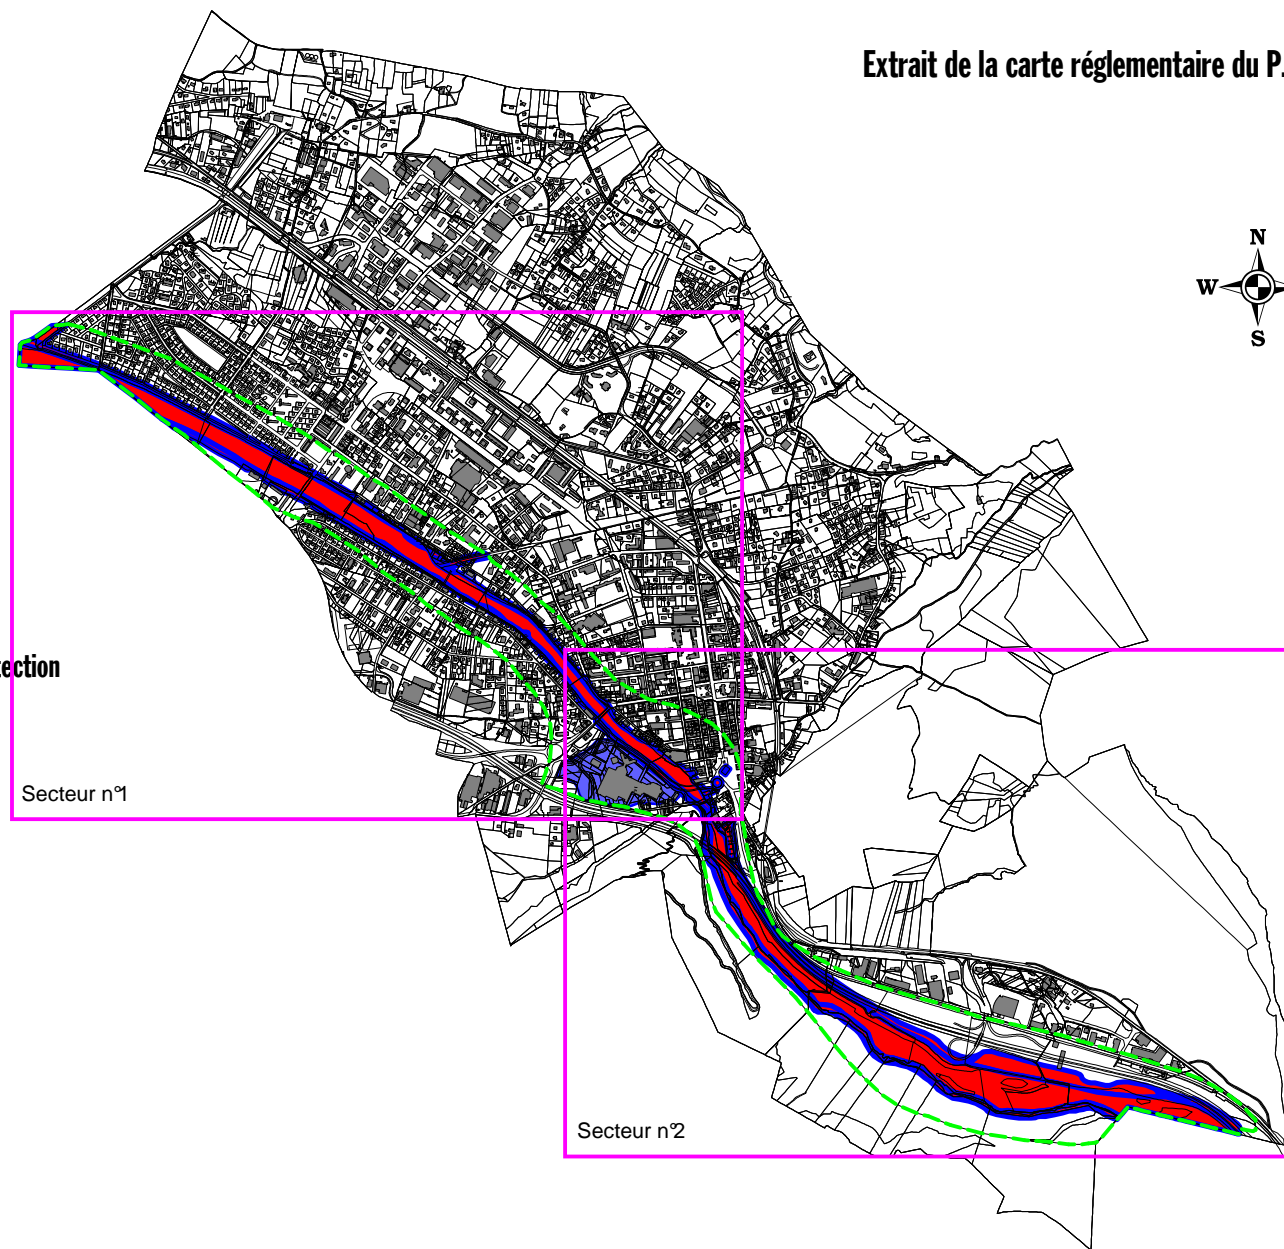 Extrait de la carte réglementaire du P.
N
W
S
ection
Secteur n°1
Secteur n°2